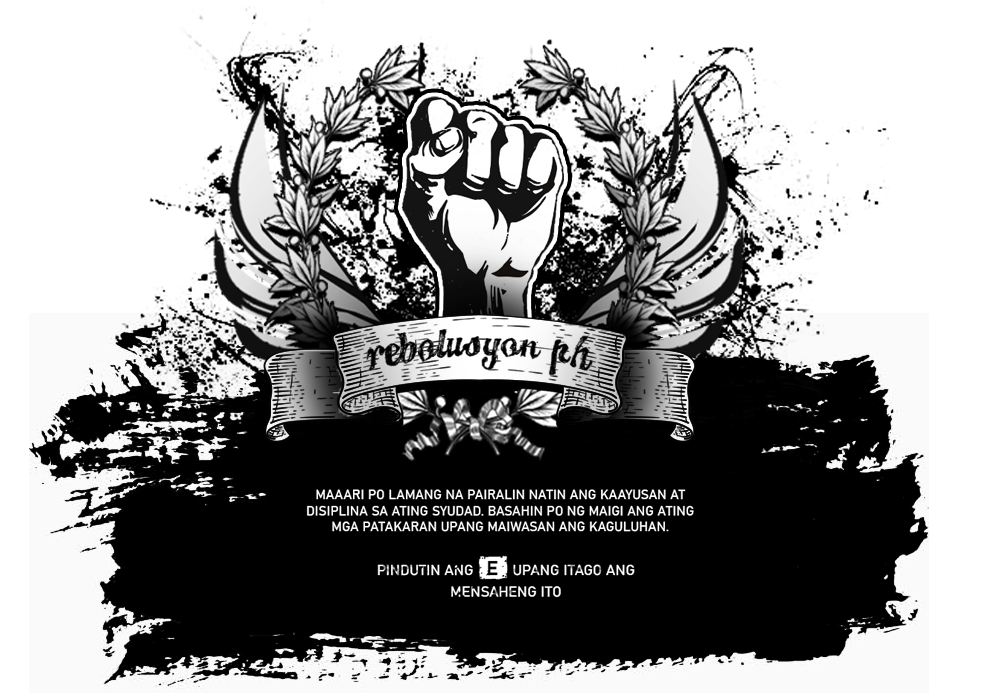 rebolusyon ph
MAAARI PO LAMANG NA PAIRALIN NATIN ANG KAAYUSAN AT
DISIPLINA SA ATING SYUDAD. BASAHIN PO NG MAIGI ANG ATING
MGA PATAKARAN UPANG MAIWASAN ANG KAGULUHAN.
PINDUTIN ANG E UPANG ITAGO ANG
MENSAHENG ITO